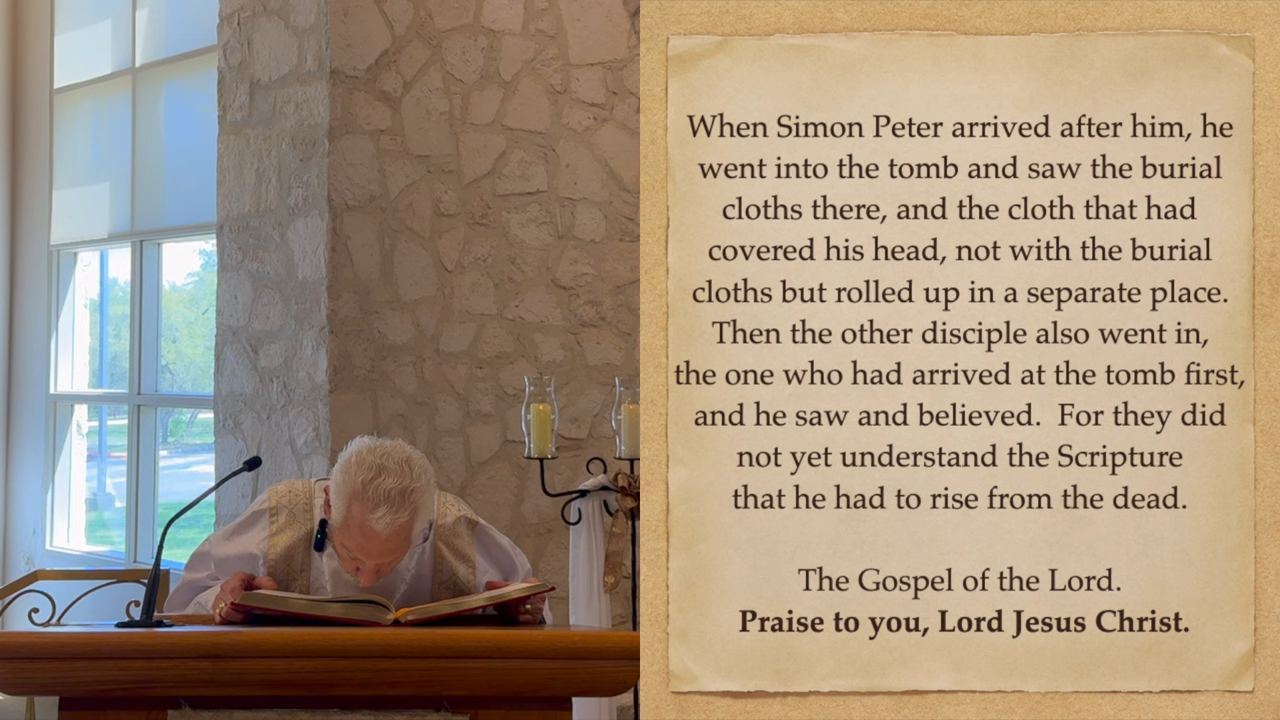 When Simon Peter arrived after him, he
went into the tomb and saw the burial
cloths there, and the cloth that had
covered his head, not with the burial
cloths but rolled up in a separate place.
Then the other disciple also went in,
the one who had arrived at the tomb first,
and he saw and believed.  For they did
not yet understand the Scripture
that he had to rise from the dead.
The Gospel of the Lord.
Praise to you, Lord Jesus Christ.